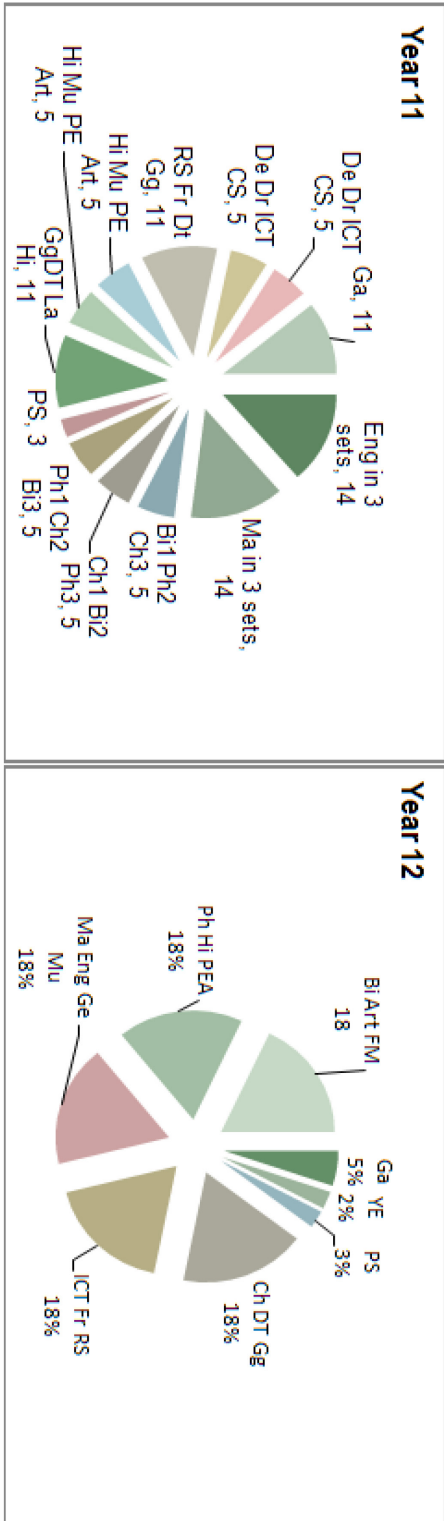 Year 11
Eng in 3
sets, 14
Ma in 3 sets,
14
Bi1 Ph2
Ch3, 5
Ch1 Bi2
Ph3, 5
Ph1 Ch2
Bi3, 5
PS, 3
GgDT La
Hi, 11
Hi Mu PE
Art, 5
Hi Mu PE
Art, 5
RS Fr Dt
Gg, 11
De Dr ICT
CS, 5
De Dr ICT
CS, 5
Ga, 11
Year 12
Ga
5%
YE
2%
PS
3%
Ch DT Gg
18%
ICT Fr RS
18%
Ma Eng Ge
Mu
18%
Ph Hi PEA
18%
Bi Art FM
18